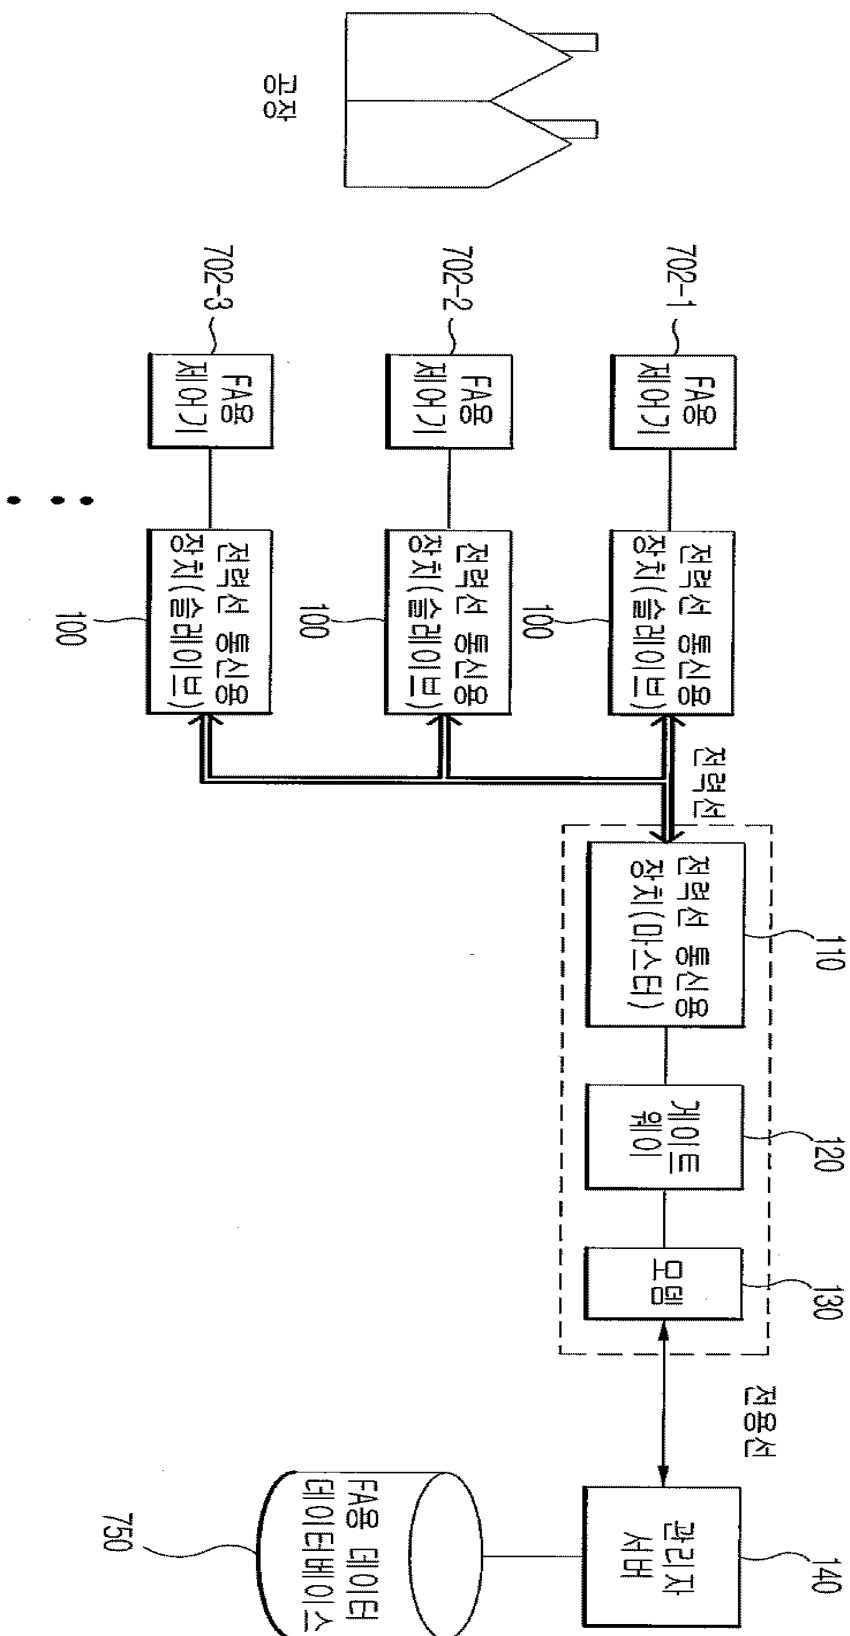 공장
702-1
FA용
제어기
전력선 통신용
장치(슬레이브)
100
702-2
FA용
제어기
전력선 통신용
장치(슬레이브)
100
702-3
FA용
제어기
전력선 통신용
장치(슬레이브)
100
전력선
110
전력선 통신용
장치(마스터)
120
게이트
웨이
130
모뎀
전용선
140
관리자
서버
FA용 데이터
데이터베이스
750